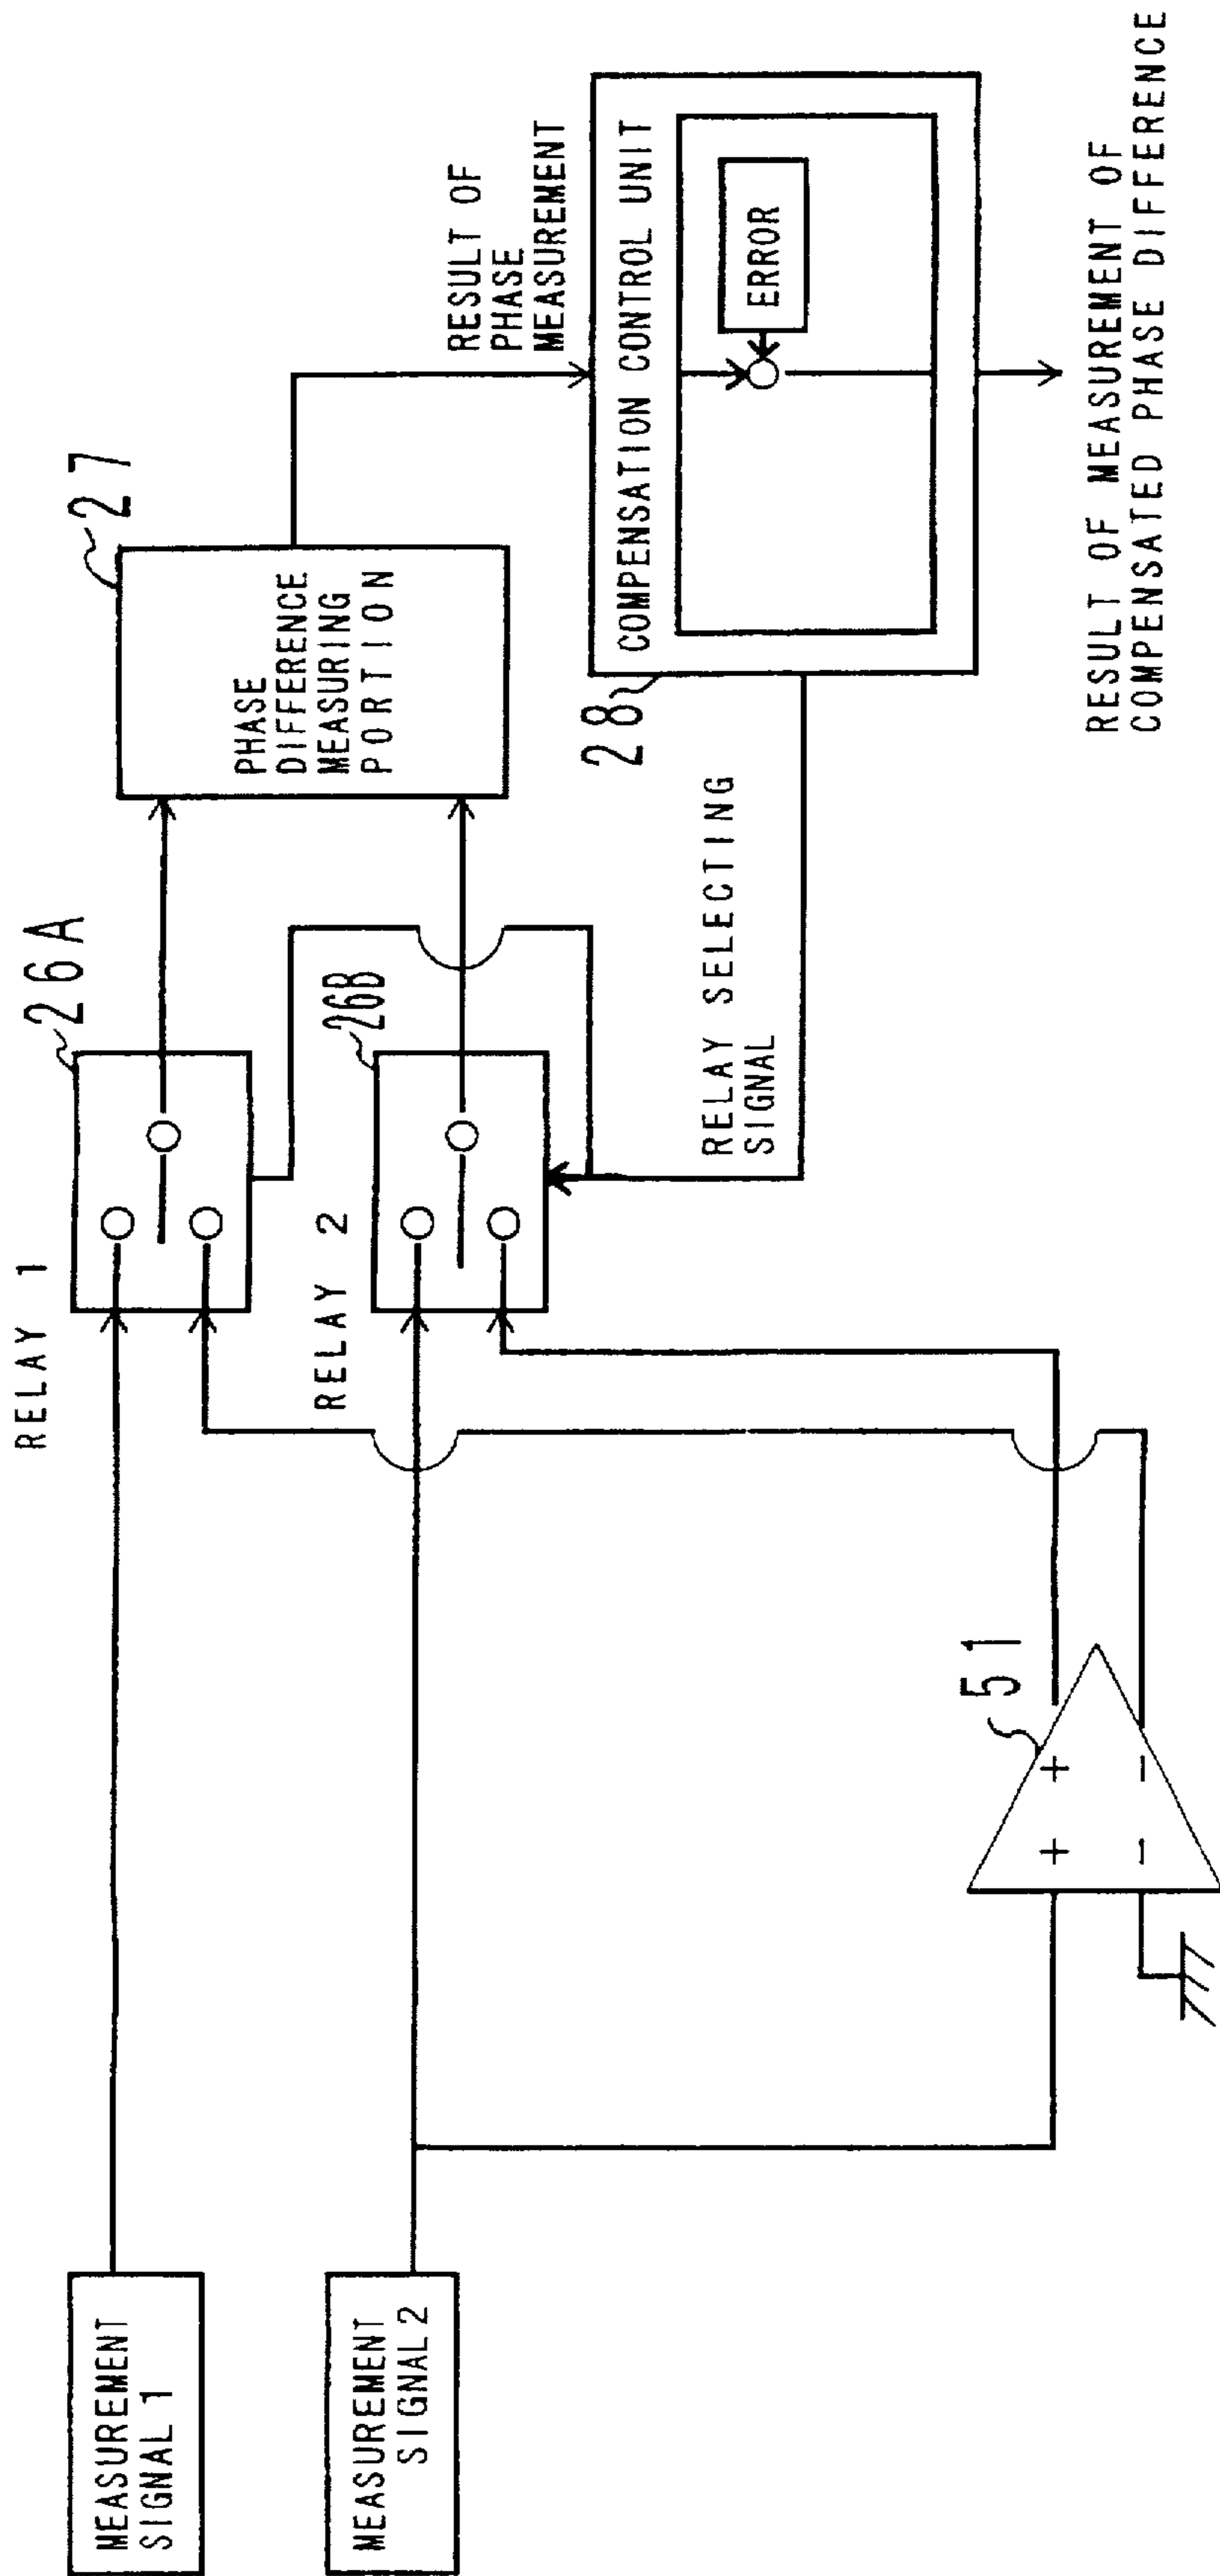 MEASUREMENT
SIGNAL 1
MEASUREMENT
SIGNAL 2
RELAY 1
26A
RELAY 2
26B
27
PHASE
DIFFERENCE
MEASURING
PORTION
RESULT OF
PHASE
MEASUREMENT
28
COMPENSATION CONTROL UNIT
ERROR
RELAY SELECTING
SIGNAL
51
+ +
- -
RESULT OF MEASUREMENT OF
COMPENSATED PHASE DIFFERENCE